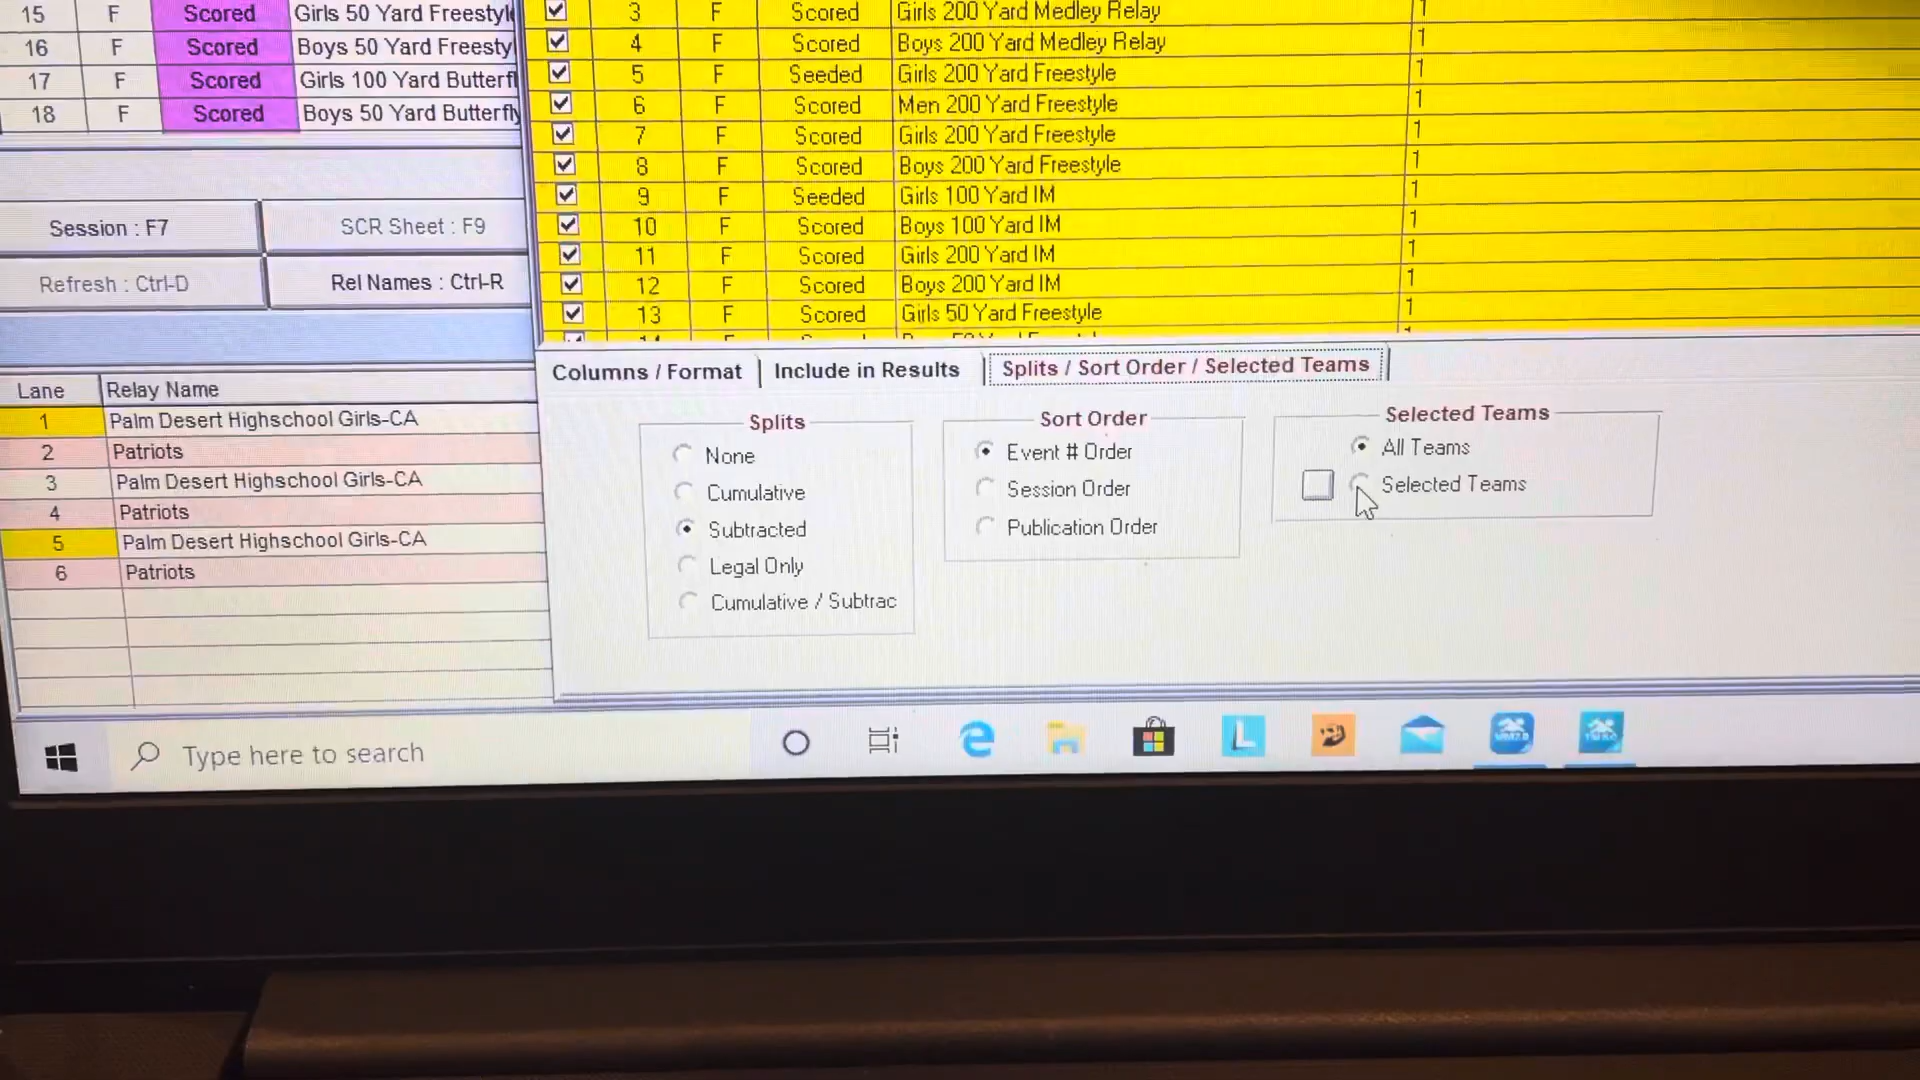 15 F Scored Girls 50 Yard Freestyl
16 F Scored Boys 50 Yard Freesty
17 F Scored Girls 100 Yard Butterfl
18 F Scored Boys 50 Yard Butterfly
Session : F7
SCR Sheet : F9
Refresh : Ctrl-D
Rel Names : Ctrl-R
Lane Relay Name
1 Palm Desert Highschool Girls-CA
2 Patriots
3 Palm Desert Highschool Girls-CA
4 Patriots
5 Palm Desert Highschool Girls-CA
6 Patriots
3 F Scored Girls 200 Yard Medley Relay 1
4 F Scored Boys 200 Yard Medley Relay 1
5 F Seeded Girls 200 Yard Freestyle 1
6 F Scored Men 200 Yard Freestyle 1
7 F Scored Girls 200 Yard Freestyle 1
8 F Scored Boys 200 Yard Freestyle 1
9 F Seeded Girls 100 Yard IM 1
10 F Scored Boys 100 Yard IM 1
11 F Scored Girls 200 Yard IM 1
12 F Scored Boys 200 Yard IM 1
13 F Scored Girls 50 Yard Freestyle 1
Columns / Format
Include in Results
Splits / Sort Order / Selected Teams
Splits
None
Cumulative
Subtracted
Legal Only
Cumulative / Subtrac
Sort Order
Event # Order
Session Order
Publication Order
Selected Teams
All Teams
Selected Teams
Type here to search